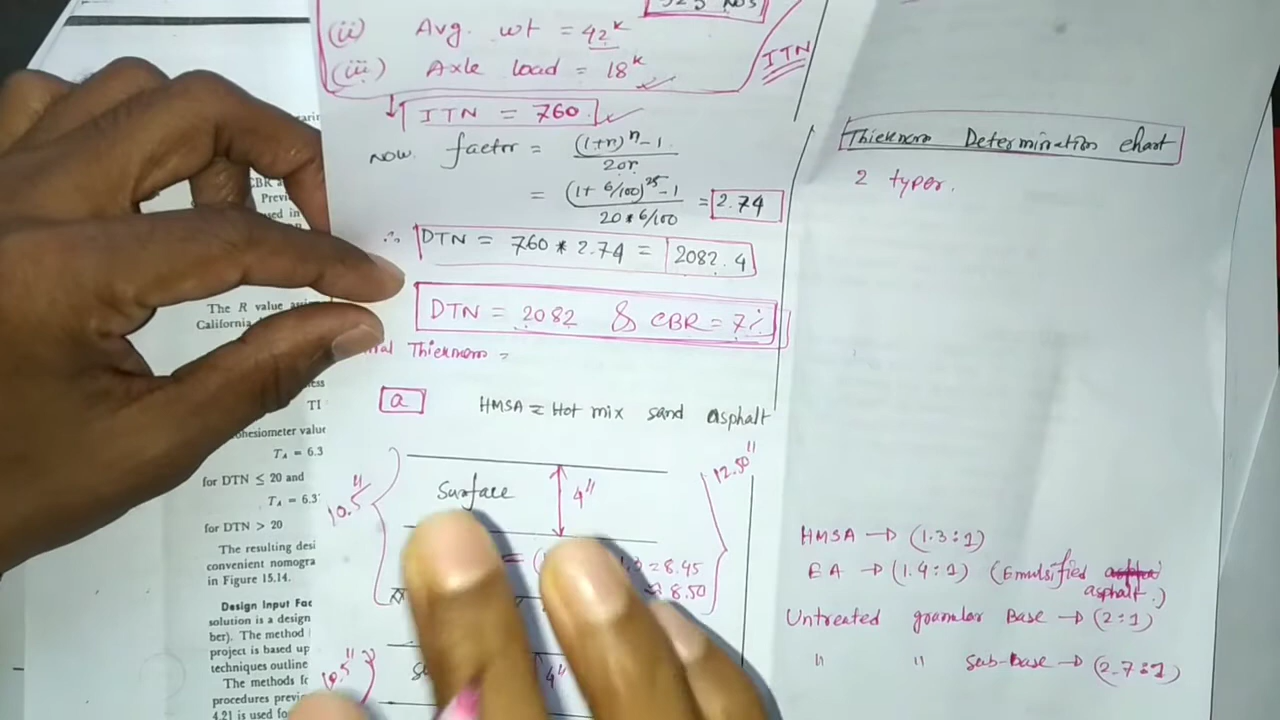 (ii) Avg. wt = 42ᵏ
(iii) Axle load = 18ᵏ
ITN
ITN = 760
NOW. factor = (1+r)ⁿ-1 / 20r
= (1+ 6/100)²⁵-1 / 20*6/100 = 2.74
∴ DTN = 760 * 2.74 = 2082.4
DTN = 2082 & CBR = 7%
Thickness =
a HMSA = Hot mix sand asphalt
10.5"
Surface 4"
12.50"
= 8.45
≈ 8.50
10.5"
4"
CBR
Previ
used in
The R value
California
TI
ohesiometer value
T_A = 6.3
for DTN ≤ 20 and
T_A = 6.3
for DTN > 20
The resulting desi
convenient nomogra
in Figure 15.14.
Design Input Fac
solution is a design
ber). The method
project is based up
techniques outline
The methods fo
procedures previ
4.21 is used fo
Thickness Determination chart
2 types.
HMSA → (1.3:1)
EA → (1.4:1) (Emulsified
asphalt.)
Untreated granular Base → (2:1)
" " sub-base → (2.7:1)